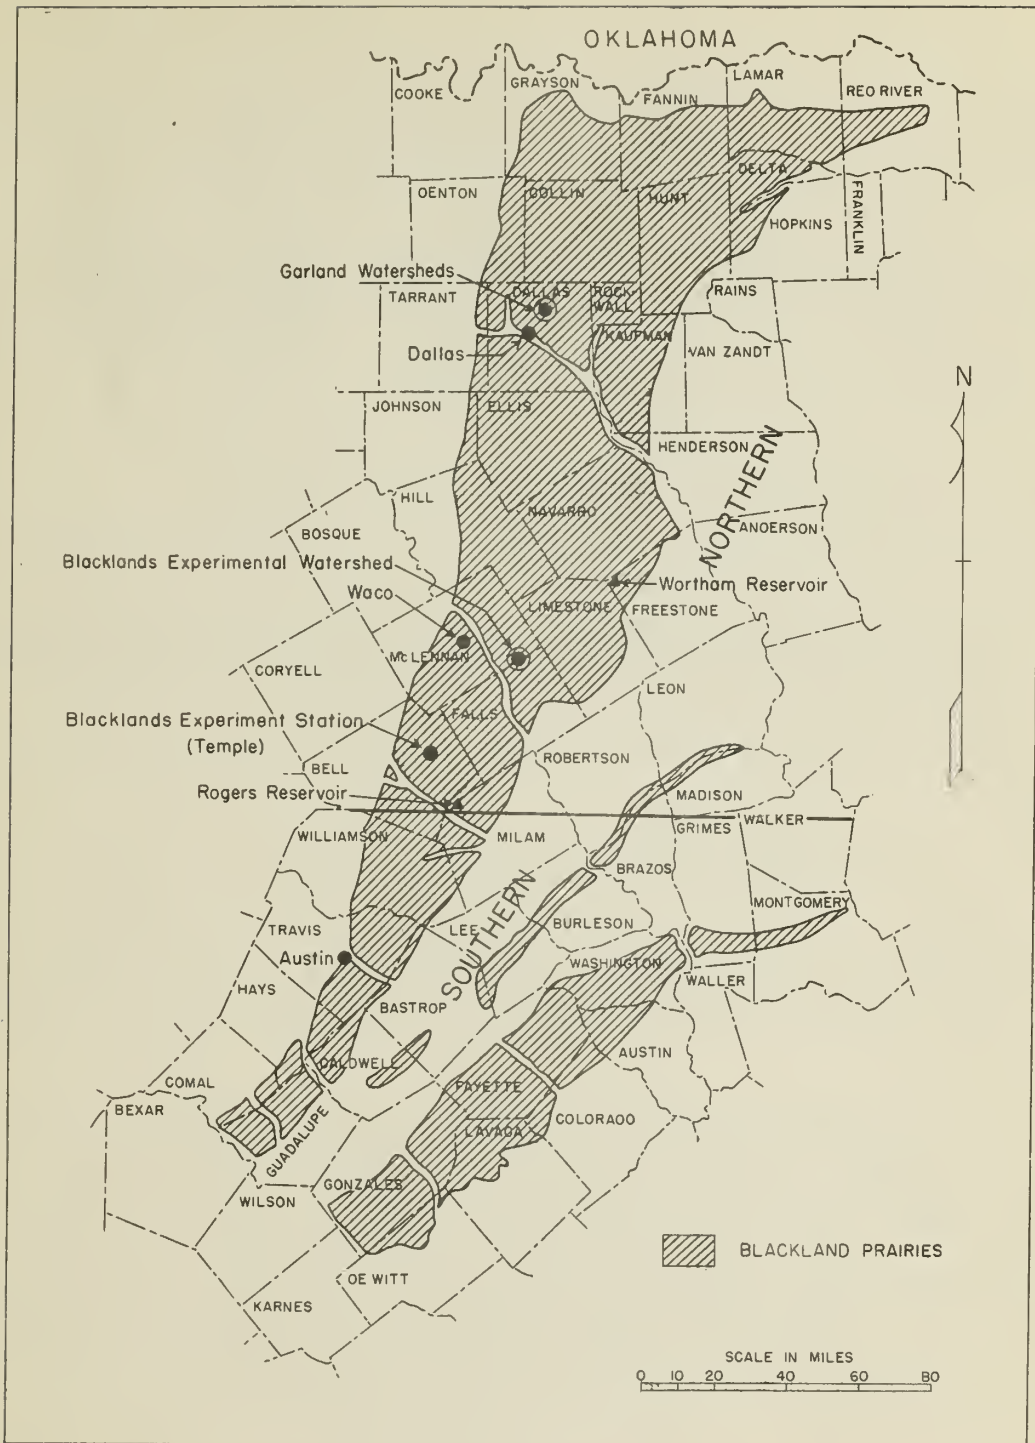 OKLAHOMA
COOKE
GRAYSON
FANNIN
LAMAR
REO RIVER
OENTON
COLLIN
HUNT
DELTA
FRANKLIN
HOPKINS
Garland Watersheds
TARRANT
DALLAS
ROCK-
WALL
RAINS
Dallas
KAUFMAN
VAN ZANDT
N
JOHNSON
ELLIS
HENDERSON
NORTHERN
HILL
NAVARRO
BOSQUE
ANOERSON
Blacklands Experimental Watershed
Wortham Reservoir
Waco
LIMESTONE
FREESTONE
McLENNAN
CORYELL
LEON
Blacklands Experiment Station
(Temple)
FALLS
ROBERTSON
BELL
Rogers Reservoir
MADISON
WILLIAMSON
MILAM
GRIMES
WALKER
BRAZOS
MONTGOMERY
TRAVIS
LEE
SOUTHERN
BURLESON
Austin
WASHINGTON
WALLER
HAYS
BASTROP
AUSTIN
CALDWELL
COMAL
FAYETTE
BEXAR
COLORAOO
LAVACA
GUADALUPE
WILSON
GONZALES
BLACKLAND PRAIRIES
OE WITT
KARNES
SCALE IN MILES
0 10 20 40 60 80